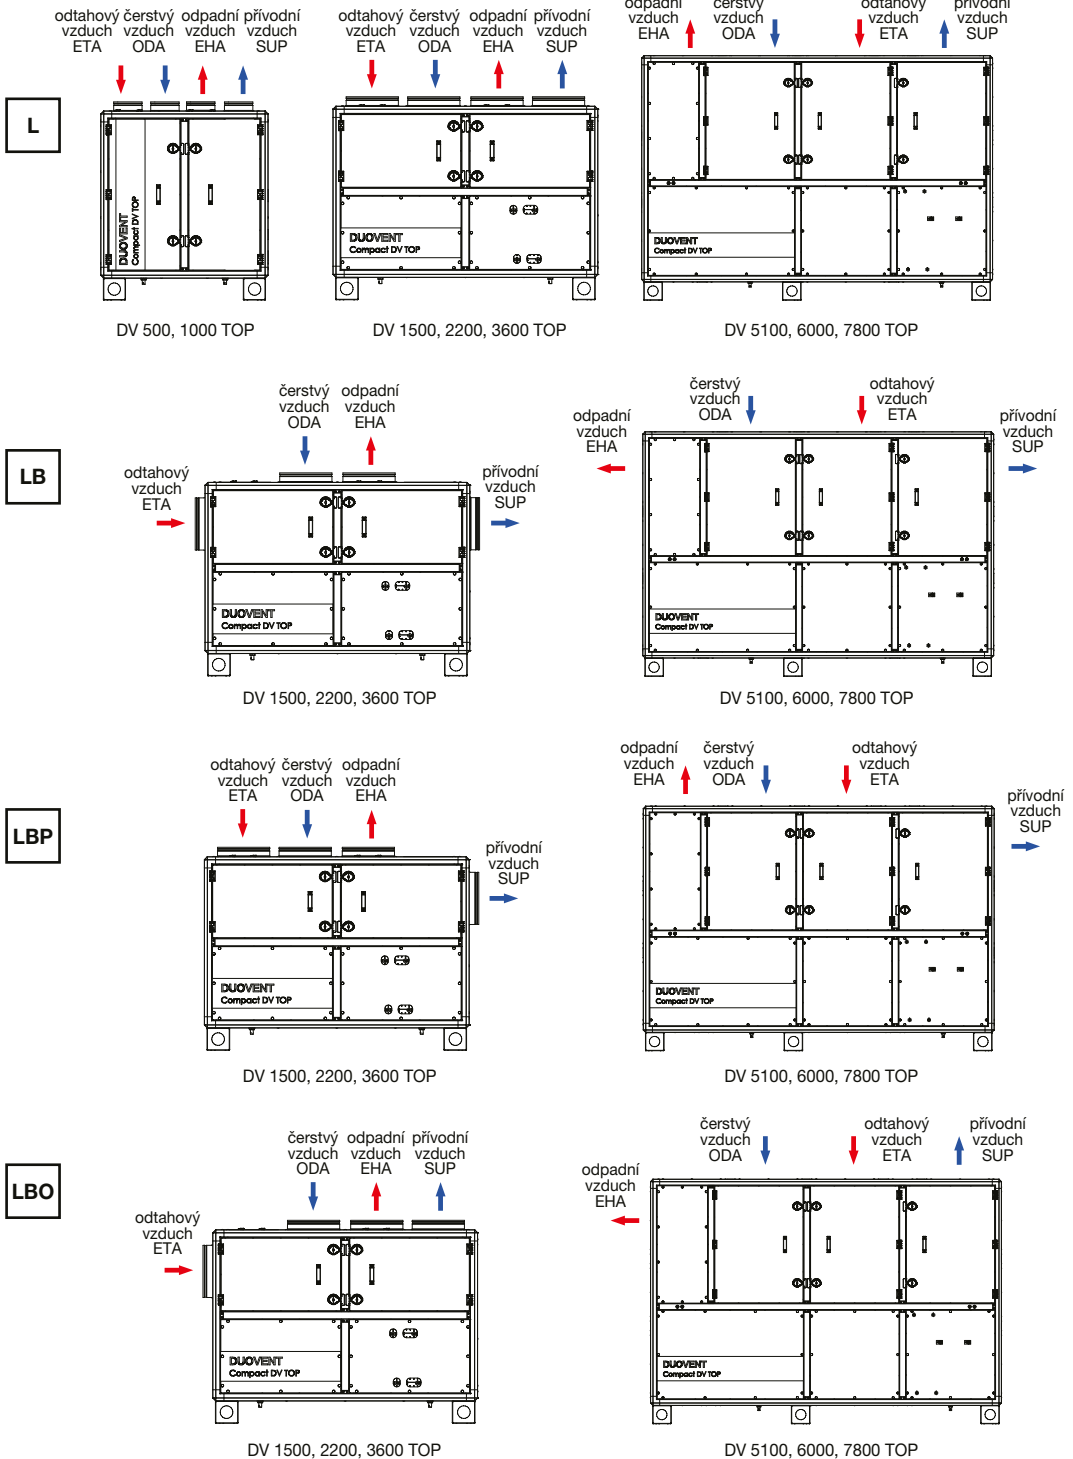 odtahový
vzduch
ETA
čerstvý
vzduch
ODA
odpadní
vzduch
EHA
přívodní
vzduch
SUP
odtahový
vzduch
ETA
čerstvý
vzduch
ODA
odpadní
vzduch
EHA
přívodní
vzduch
SUP
odpadní
vzduch
EHA
čerstvý
vzduch
ODA
odtahový
vzduch
ETA
přívodní
vzduch
SUP
L
DUOVENT
Compact DV TOP
DUOVENT
Compact DV TOP
DUOVENT
Compact DV TOP
DV 500, 1000 TOP
DV 1500, 2200, 3600 TOP
DV 5100, 6000, 7800 TOP
LB
odtahový
vzduch
ETA
čerstvý
vzduch
ODA
odpadní
vzduch
EHA
přívodní
vzduch
SUP
odpadní
vzduch
EHA
čerstvý
vzduch
ODA
odtahový
vzduch
ETA
přívodní
vzduch
SUP
DUOVENT
Compact DV TOP
DUOVENT
Compact DV TOP
DV 1500, 2200, 3600 TOP
DV 5100, 6000, 7800 TOP
LBP
odtahový
vzduch
ETA
čerstvý
vzduch
ODA
odpadní
vzduch
EHA
přívodní
vzduch
SUP
odpadní
vzduch
EHA
čerstvý
vzduch
ODA
odtahový
vzduch
ETA
přívodní
vzduch
SUP
DUOVENT
Compact DV TOP
DUOVENT
Compact DV TOP
DV 1500, 2200, 3600 TOP
DV 5100, 6000, 7800 TOP
LBO
odtahový
vzduch
ETA
čerstvý
vzduch
ODA
odpadní
vzduch
EHA
přívodní
vzduch
SUP
odpadní
vzduch
EHA
čerstvý
vzduch
ODA
odtahový
vzduch
ETA
přívodní
vzduch
SUP
DUOVENT
Compact DV TOP
DUOVENT
Compact DV TOP
DV 1500, 2200, 3600 TOP
DV 5100, 6000, 7800 TOP